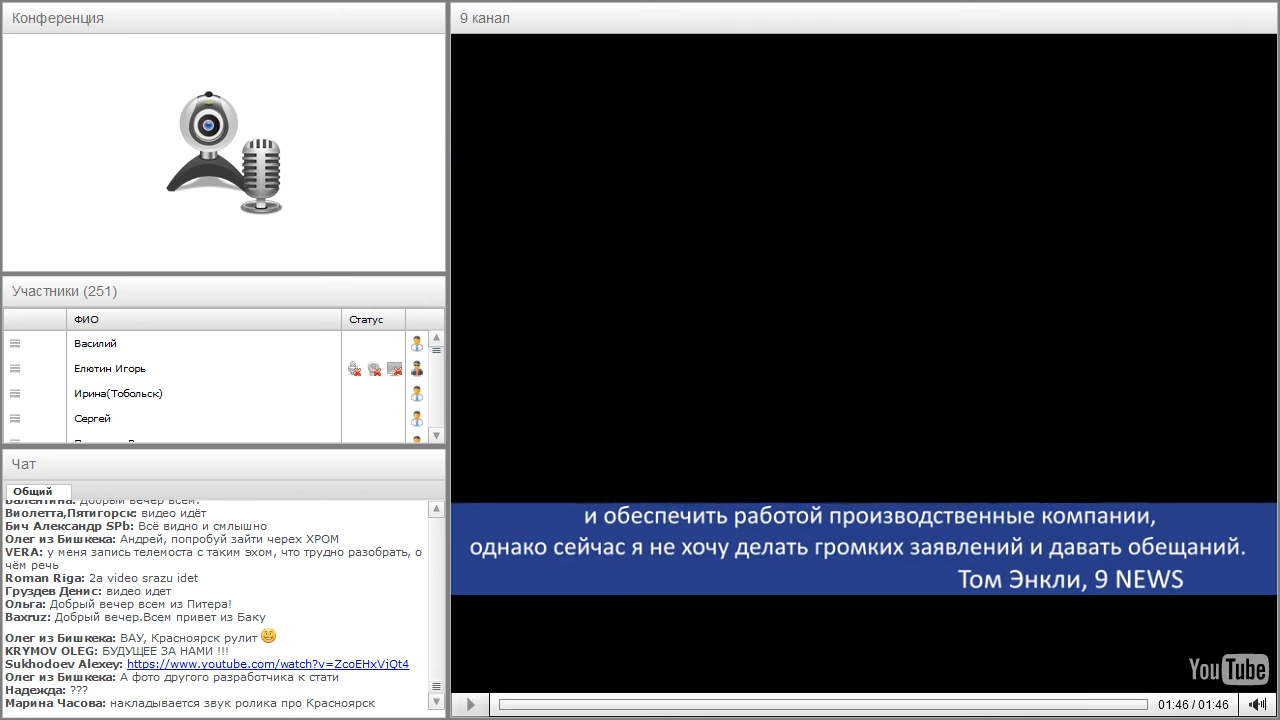 Конференция
9 канал
Участники (251)
ФИО
Статус
Василий
Елютин Игорь
Ирина(Тобольск)
Сергей
Чат
Общий
Валентина: Добрый вечер всем!
Виолетта,Пятигорск: видео идёт
Бич Александр SPb: Всё видно и смлышно
Олег из Бишкека: Андрей, попробуй зайти черех ХРОМ
VERA: у меня запись телемоста с таким эхом, что трудно разобрать, о
чём речь
Roman Riga: 2a video srazu idet
Груздев Денис: видео идет
Ольга: Добрый вечер всем из Питера!
Baxruz: Добрый вечер.Всем привет из Баку
Олег из Бишкека: ВАУ, Красноярск рулит
KRYMOV OLEG: БУДУЩЕЕ ЗА НАМИ !!!
Sukhodoev Alexey: https://www.youtube.com/watch?v=ZcoEHxVjQt4
Олег из Бишкека: А фото другого разработчика к стати
Надежда: ???
Марина Часова: накладывается звук ролика про Красноярск
и обеспечить работой производственные компании,
однако сейчас я не хочу делать громких заявлений и давать обещаний.
Том Энкли, 9 NEWS
YouTube
01:46 / 01:46